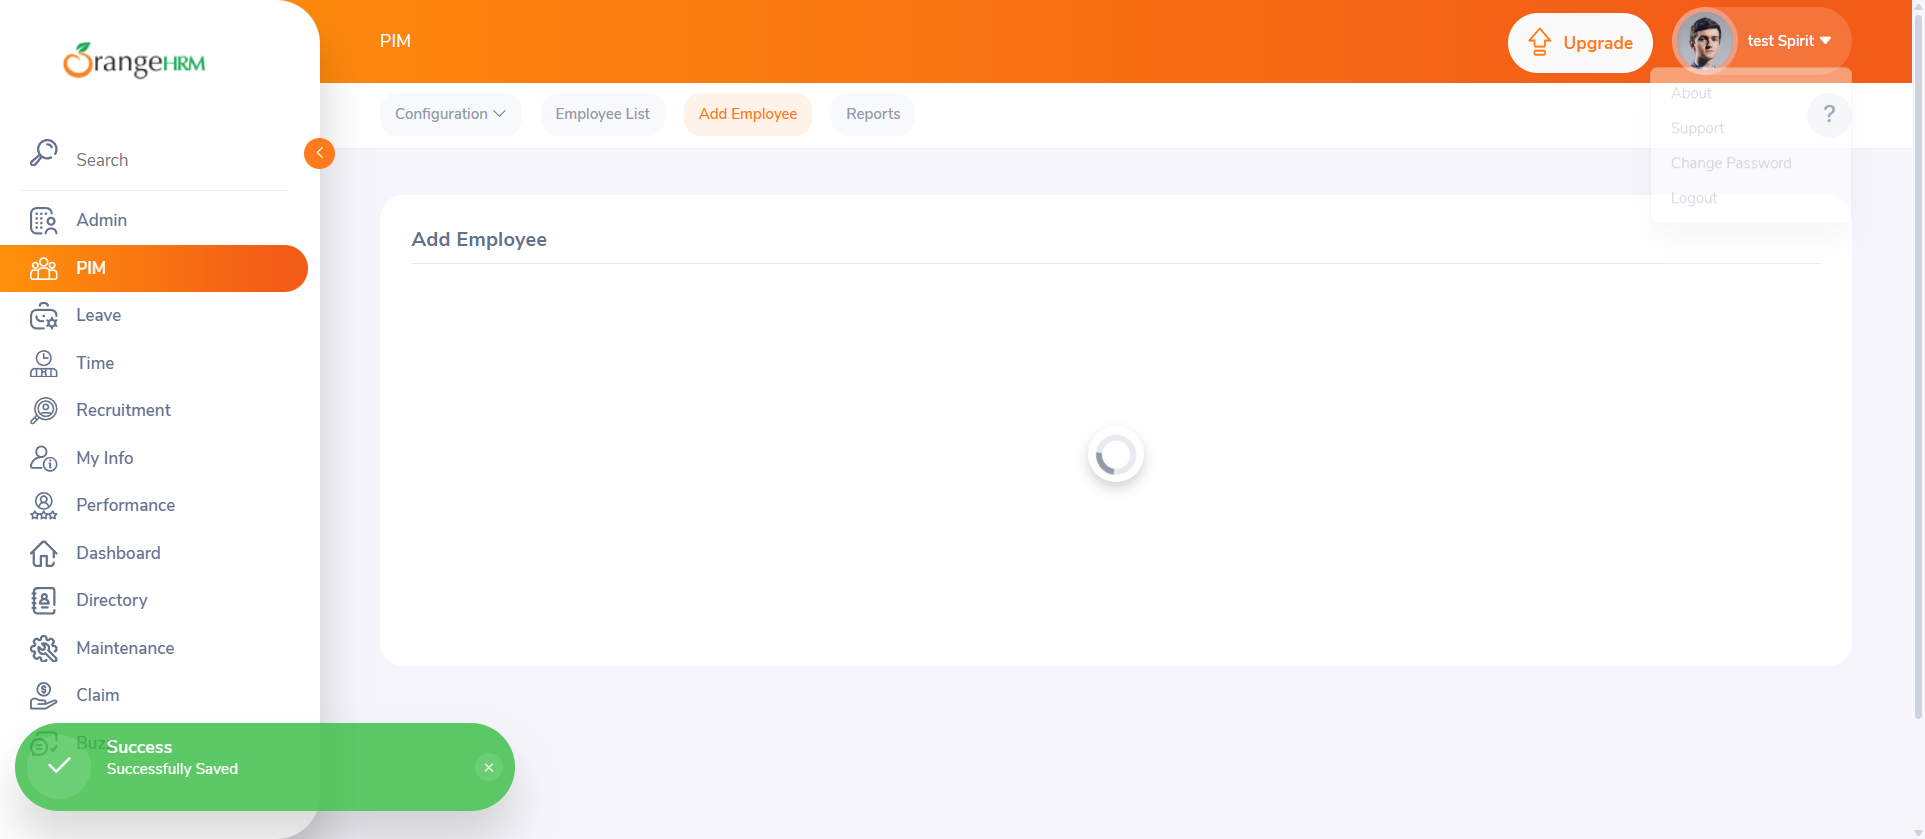 OrangeHRM
PIM
Upgrade
test Spirit
Configuration
Employee List
Add Employee
Reports
?
About
Support
Change Password
Logout
Search
Admin
PIM
Leave
Time
Recruitment
My Info
Performance
Dashboard
Directory
Maintenance
Claim
Buzz
Add Employee
Success
Successfully Saved